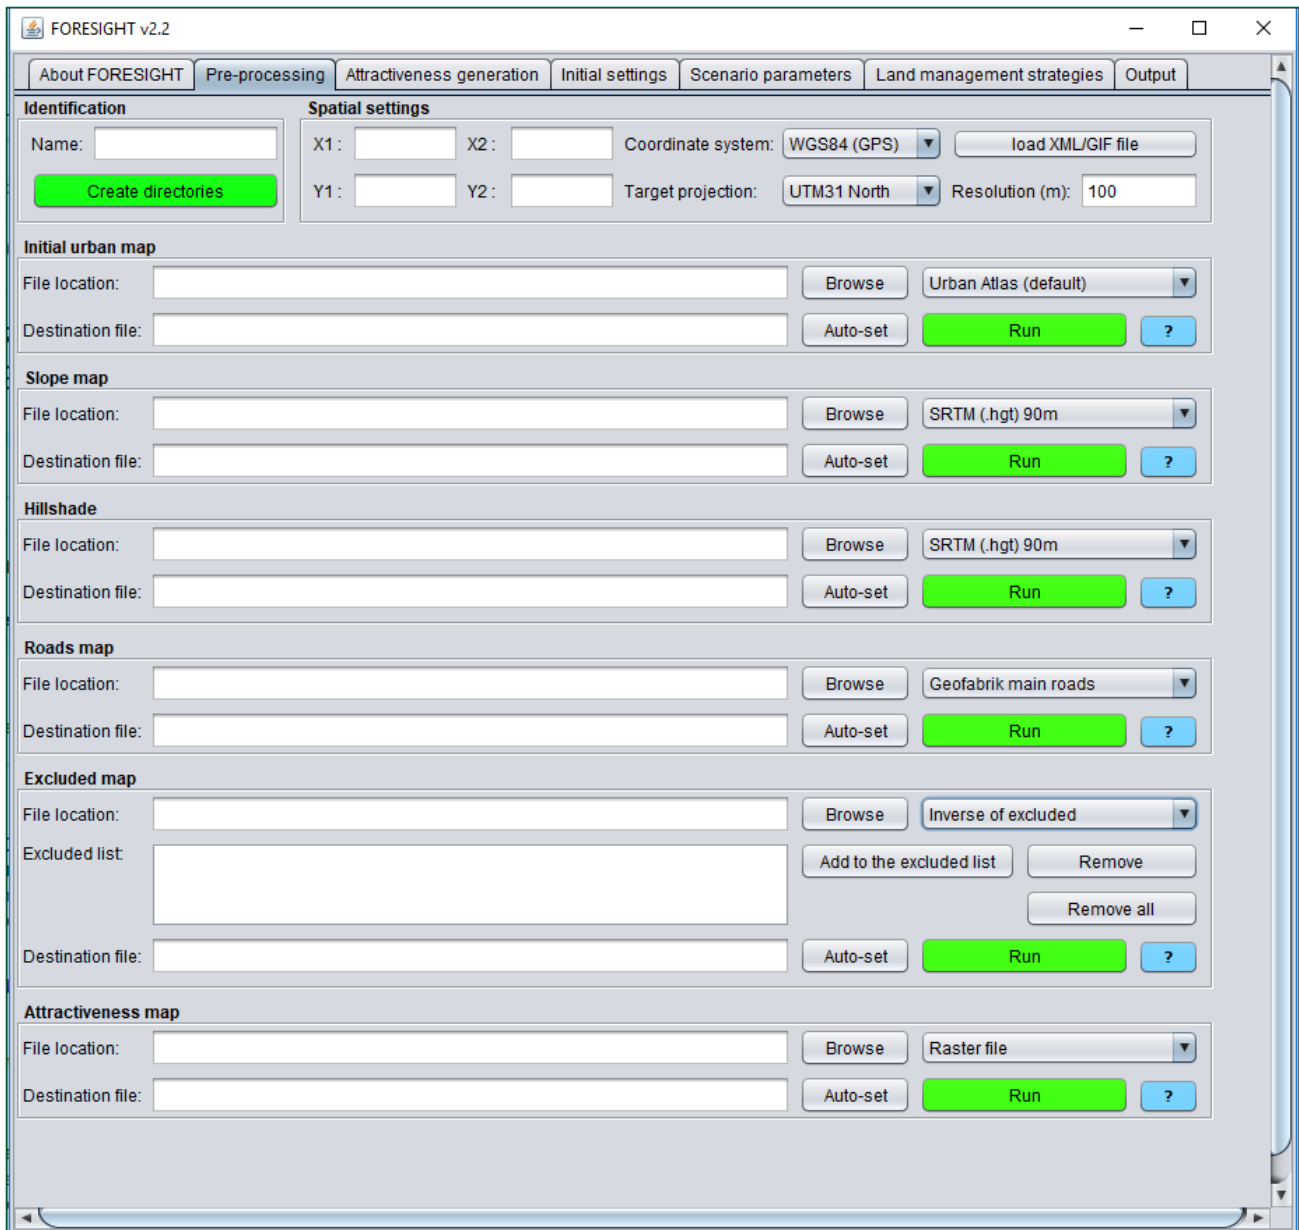 FORESIGHT v2.2
About FORESIGHT Pre-processing Attractiveness generation Initial settings Scenario parameters Land management strategies Output
Identification Spatial settings
Name: X1 : X2 : Coordinate system: WGS84 (GPS) load XML/GIF file
Create directories Y1 : Y2 : Target projection: UTM31 North Resolution (m): 100
Initial urban map
File location: Browse Urban Atlas (default)
Destination file: Auto-set Run ?
Slope map
File location: Browse SRTM (.hgt) 90m
Destination file: Auto-set Run ?
Hillshade
File location: Browse SRTM (.hgt) 90m
Destination file: Auto-set Run ?
Roads map
File location: Browse Geofabrik main roads
Destination file: Auto-set Run ?
Excluded map
File location: Browse Inverse of excluded
Excluded list: Add to the excluded list Remove
Remove all
Destination file: Auto-set Run ?
Attractiveness map
File location: Browse Raster file
Destination file: Auto-set Run ?